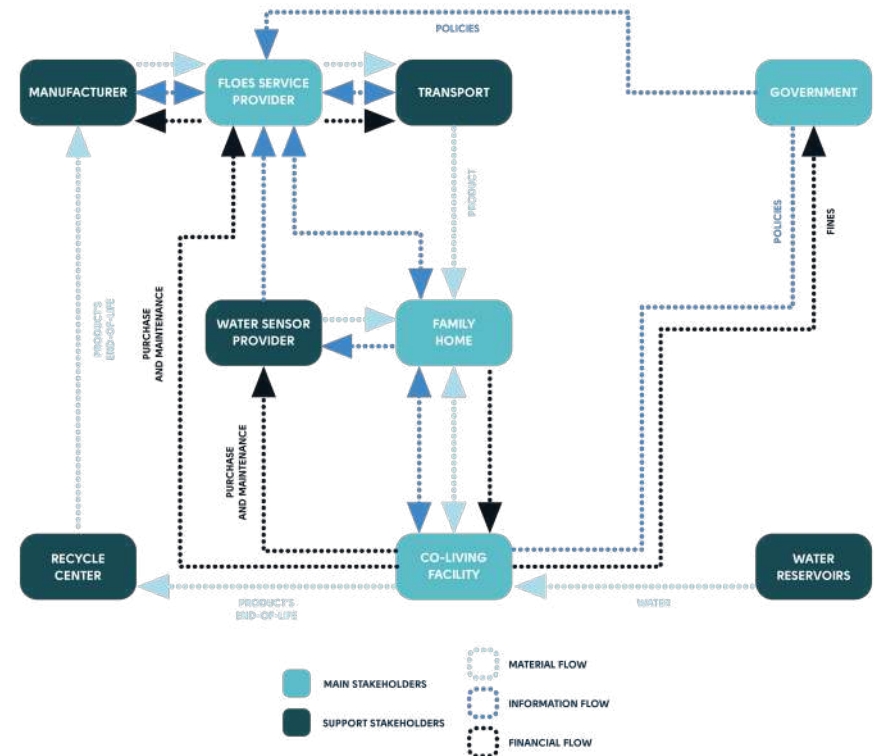 POLICIES
MANUFACTURER
FLOES SERVICE
PROVIDER
TRANSPORT
GOVERNMENT
PRODUCT
POLICIES
FINES
PRODUCT'S
END-OF-LIFE
PURCHASE
AND MAINTENANCE
WATER SENSOR
PROVIDER
FAMILY
HOME
PURCHASE
AND MAINTENANCE
RECYCLE
CENTER
CO-LIVING
FACILITY
WATER
RESERVOIRS
PRODUCT'S
END-OF-LIFE
WATER
MAIN STAKEHOLDERS
SUPPORT STAKEHOLDERS
MATERIAL FLOW
INFORMATION FLOW
FINANCIAL FLOW